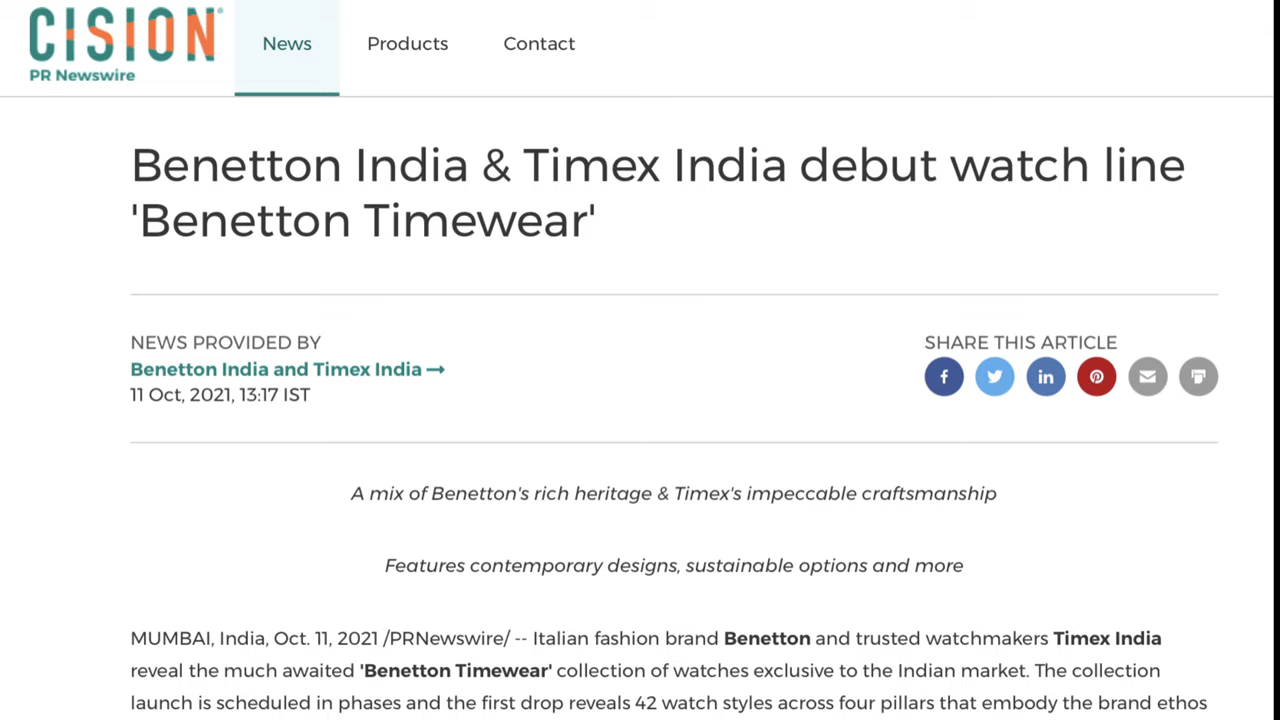 CISION
PR Newswire
News
Products
Contact
Benetton India & Timex India debut watch line
'Benetton Timewear'
NEWS PROVIDED BY
Benetton India and Timex India
11 Oct, 2021, 13:17 IST
SHARE THIS ARTICLE
A mix of Benetton's rich heritage & Timex's impeccable craftsmanship
Features contemporary designs, sustainable options and more
MUMBAI, India, Oct. 11, 2021 /PRNewswire/ -- Italian fashion brand Benetton and trusted watchmakers Timex India
reveal the much awaited 'Benetton Timewear' collection of watches exclusive to the Indian market. The collection
launch is scheduled in phases and the first drop reveals 42 watch styles across four pillars that embody the brand ethos